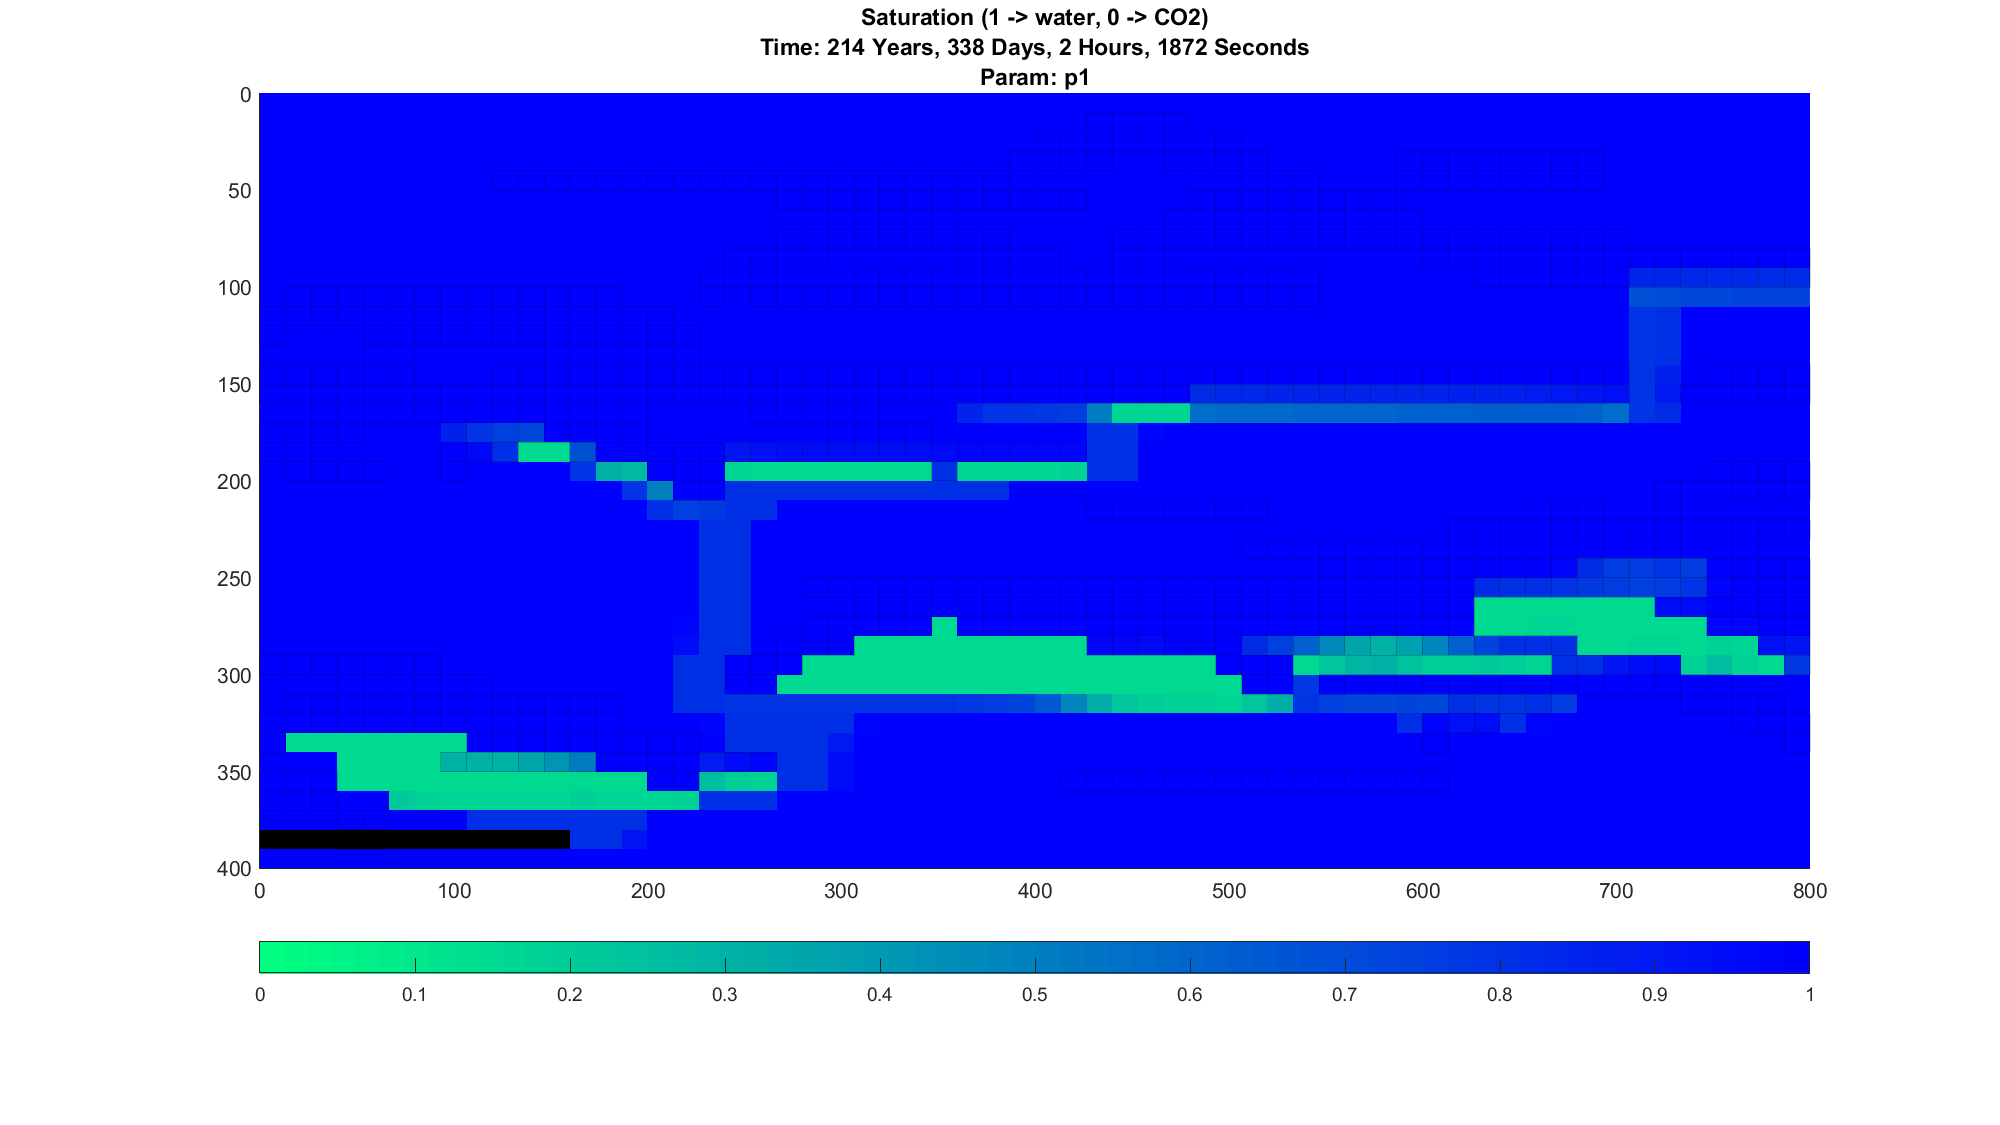 Saturation (1 -> water, 0 -> CO2)
Time: 214 Years, 338 Days, 2 Hours, 1872 Seconds
Param: p1
0
50
100
150
200
250
300
350
400
0 100 200 300 400 500 600 700 800
0 0.1 0.2 0.3 0.4 0.5 0.6 0.7 0.8 0.9 1